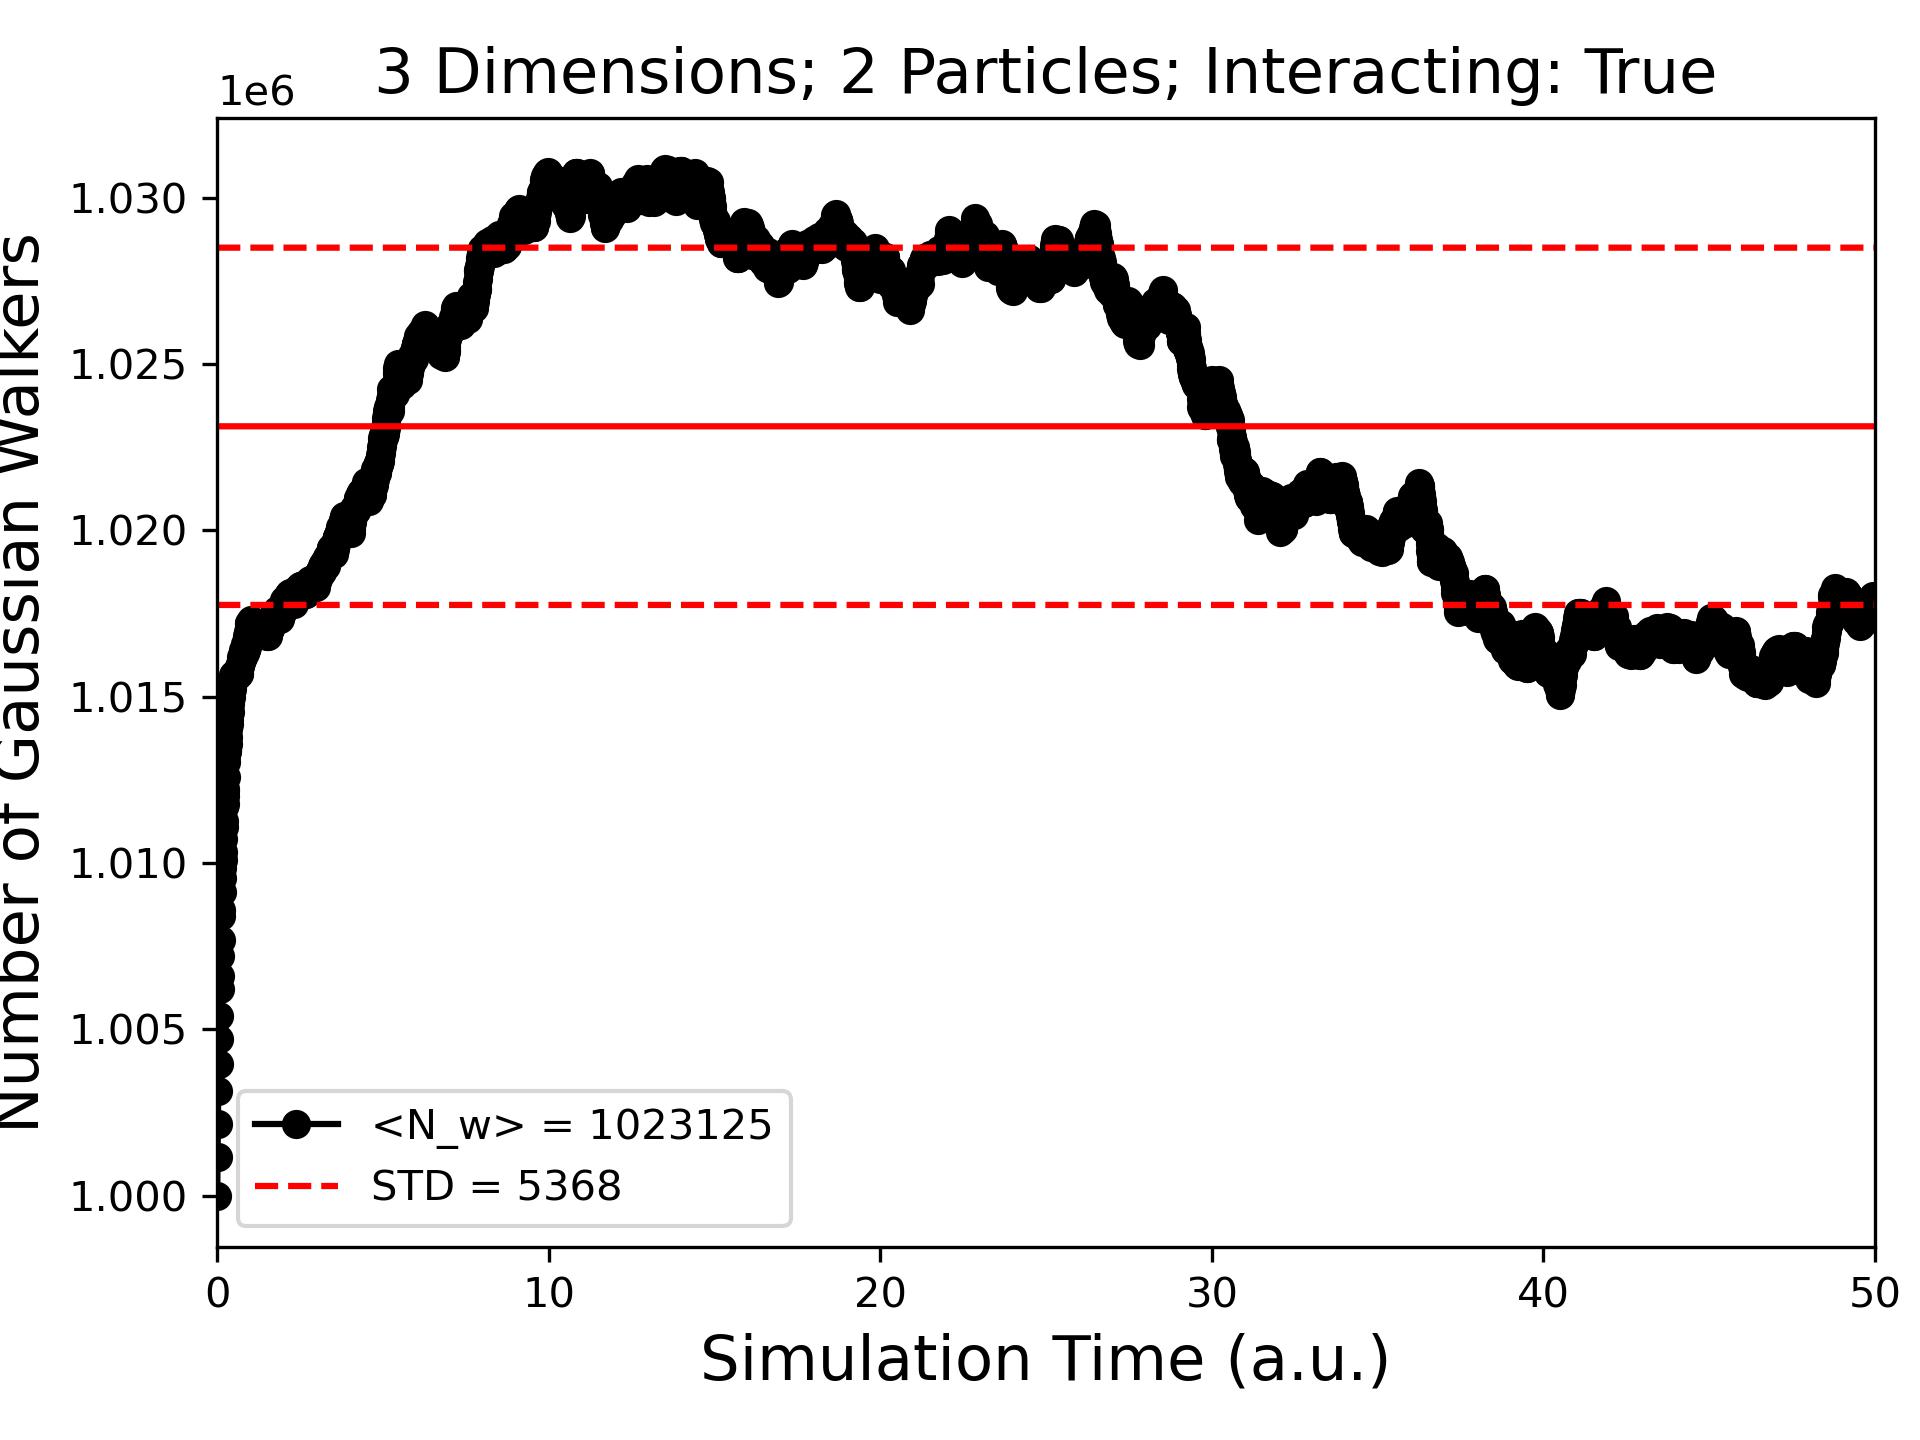 3 Dimensions; 2 Particles; Interacting: True
1e6
Number of Gaussian Walkers
1.030
1.025
1.020
1.015
1.010
1.005
1.000
<N_w> = 1023125
STD = 5368
0 10 20 30 40 50
Simulation Time (a.u.)